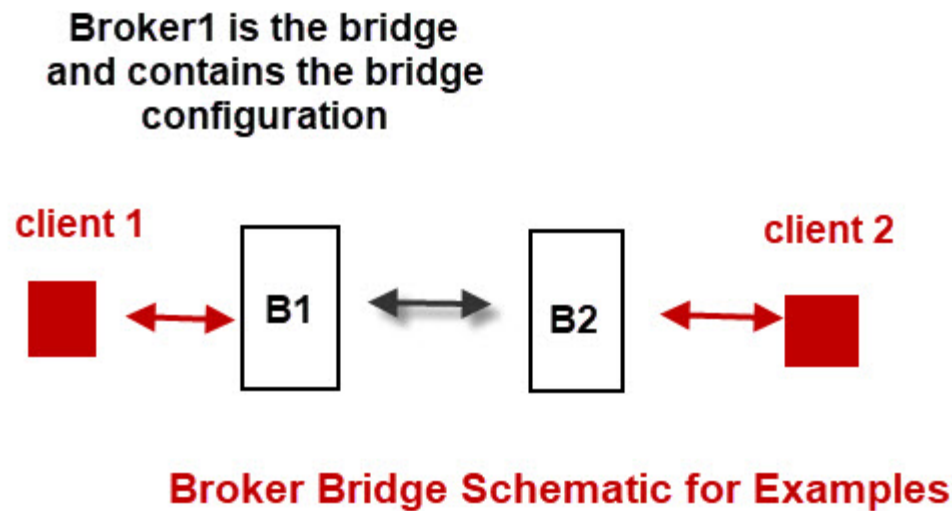 Broker1 is the bridge
and contains the bridge
configuration
client 1
client 2
B1
B2
Broker Bridge Schematic for Examples